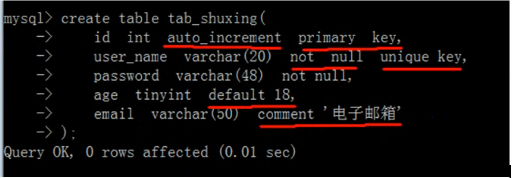 mysql> create table tab_shuxing(
    -> id int auto_increment primary key,
    -> user_name varchar(20) not null unique key,
    -> password varchar(48) not null,
    -> age tinyint default 18,
    -> email varchar(50) comment '电子邮箱'
    -> );
Query OK, 0 rows affected (0.01 sec)